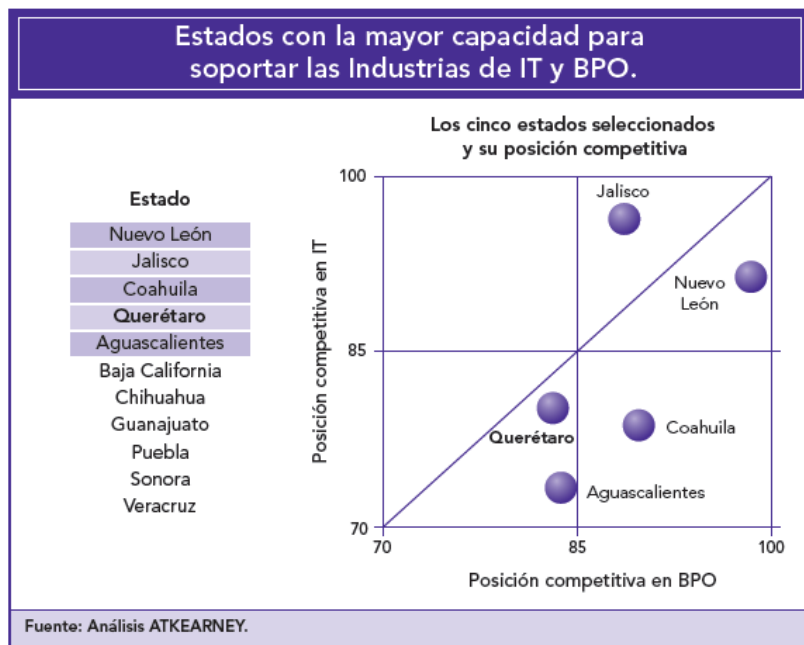 Estados con la mayor capacidad para
soportar las Industrias de IT y BPO.
Estado
Nuevo León
Jalisco
Coahuila
Querétaro
Aguascalientes
Baja California
Chihuahua
Guanajuato
Puebla
Sonora
Veracruz
Los cinco estados seleccionados
y su posición competitiva
Posición competitiva en IT
100
85
70
Jalisco
Nuevo
León
Querétaro
Coahuila
Aguascalientes
70
85
100
Posición competitiva en BPO
Fuente: Análisis ATKEARNEY.